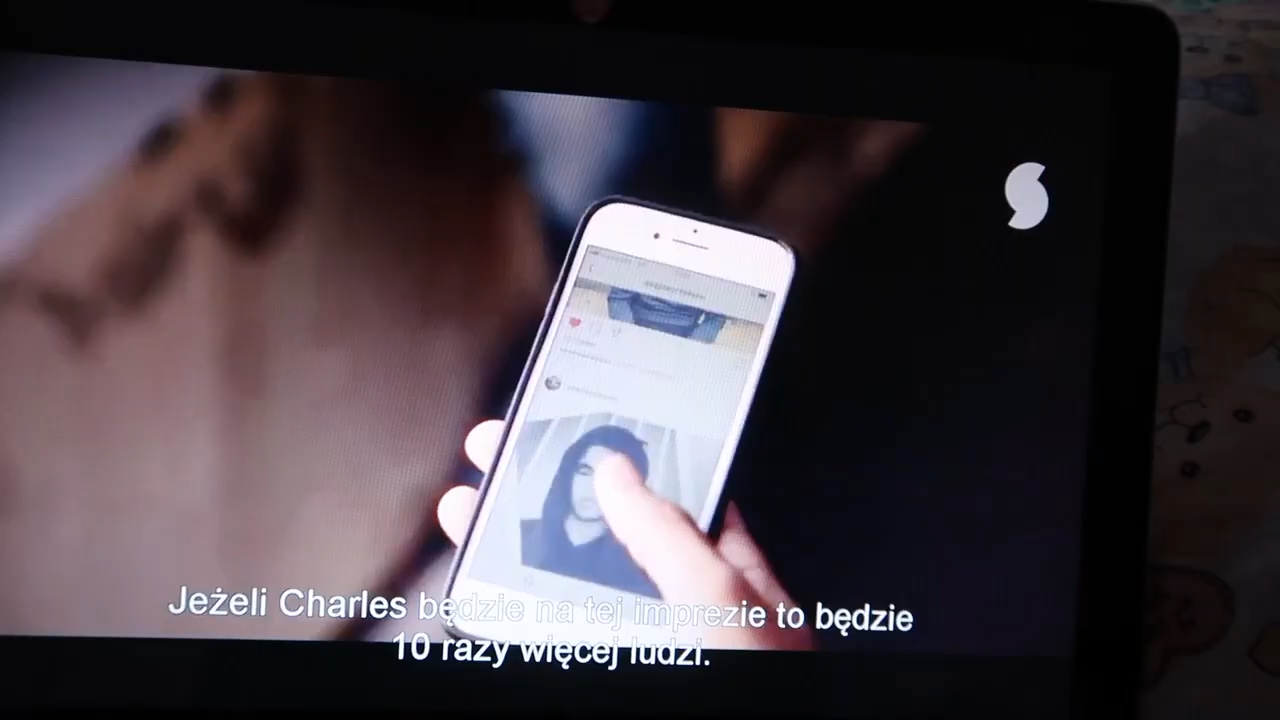 Jeżeli Charles będzie na tej imprezie to będzie
10 razy więcej ludzi.